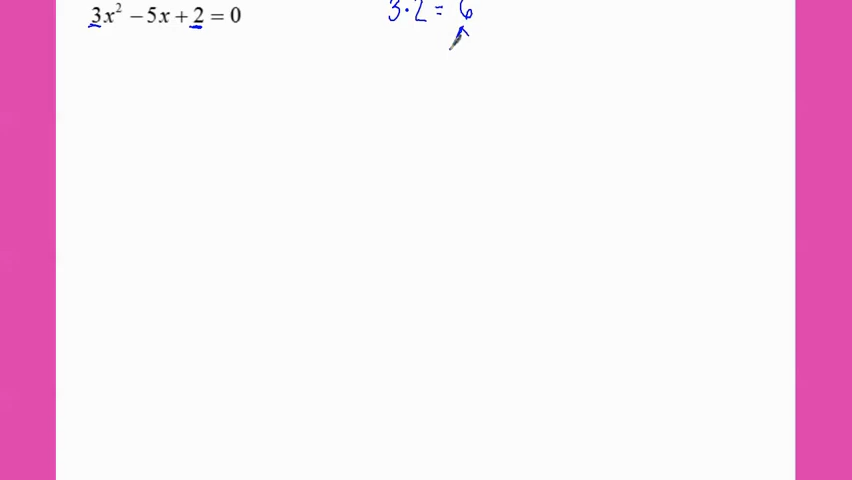 3x² − 5x + 2 = 0
3·2 = 6